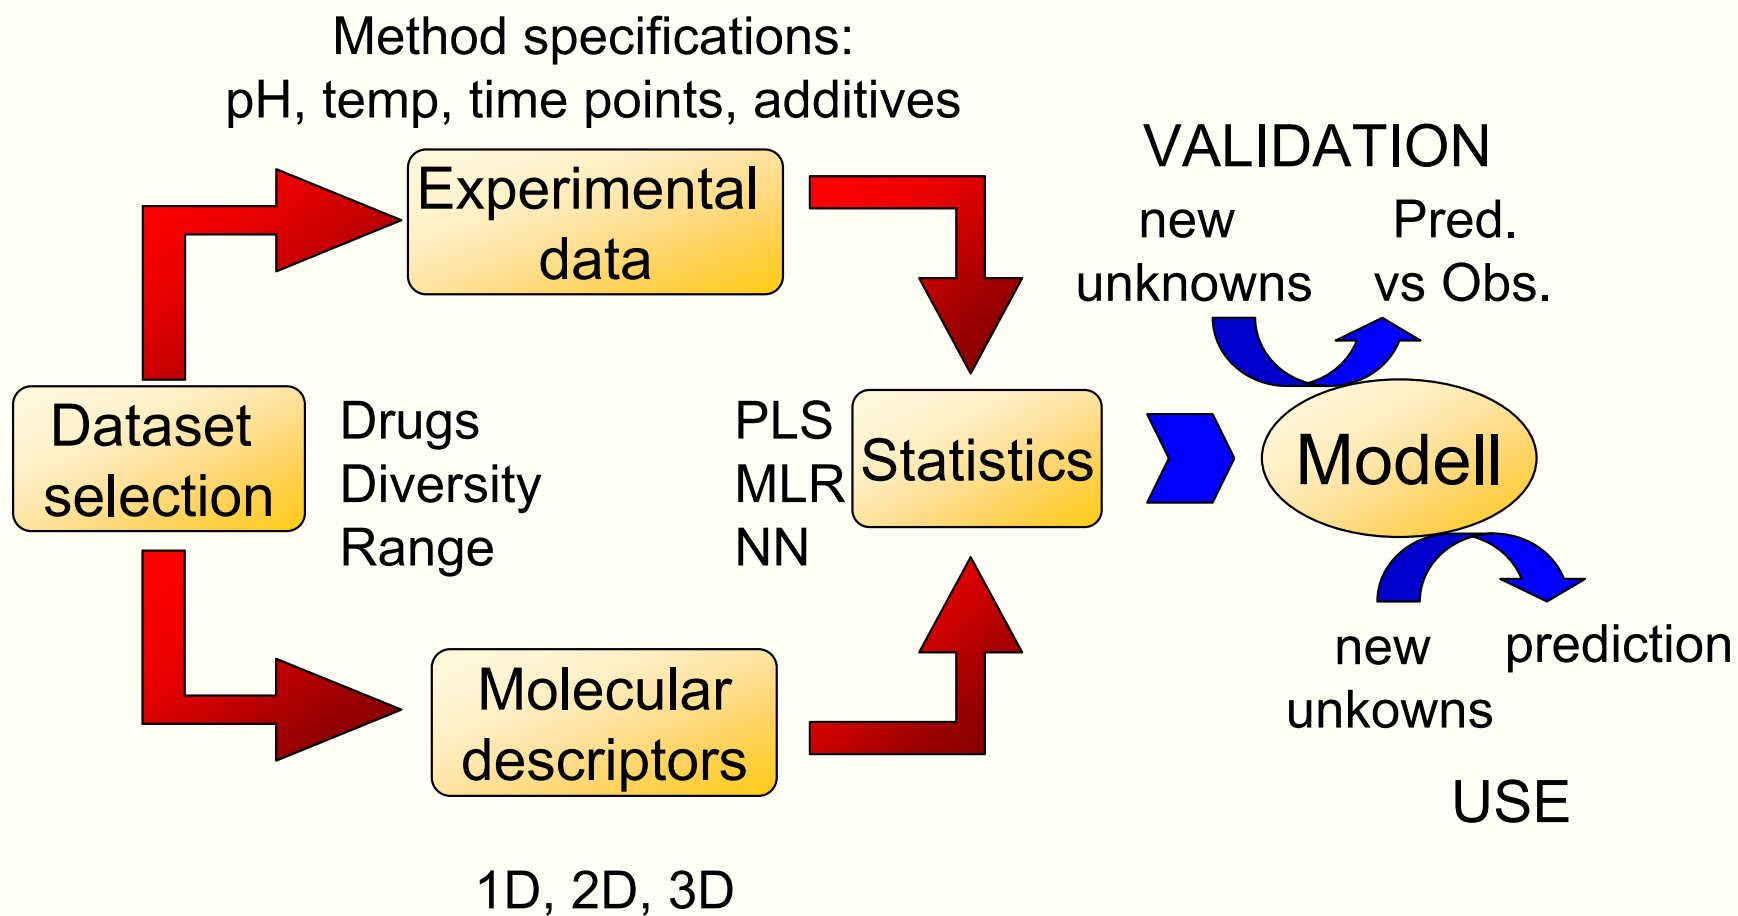 Method specifications:
pH, temp, time points, additives
Experimental
data
VALIDATION
new
unknowns
Pred.
vs Obs.
Dataset
selection
Drugs
Diversity
Range
PLS
MLR
NN
Statistics
Modell
Molecular
descriptors
new
unkowns
prediction
USE
1D, 2D, 3D